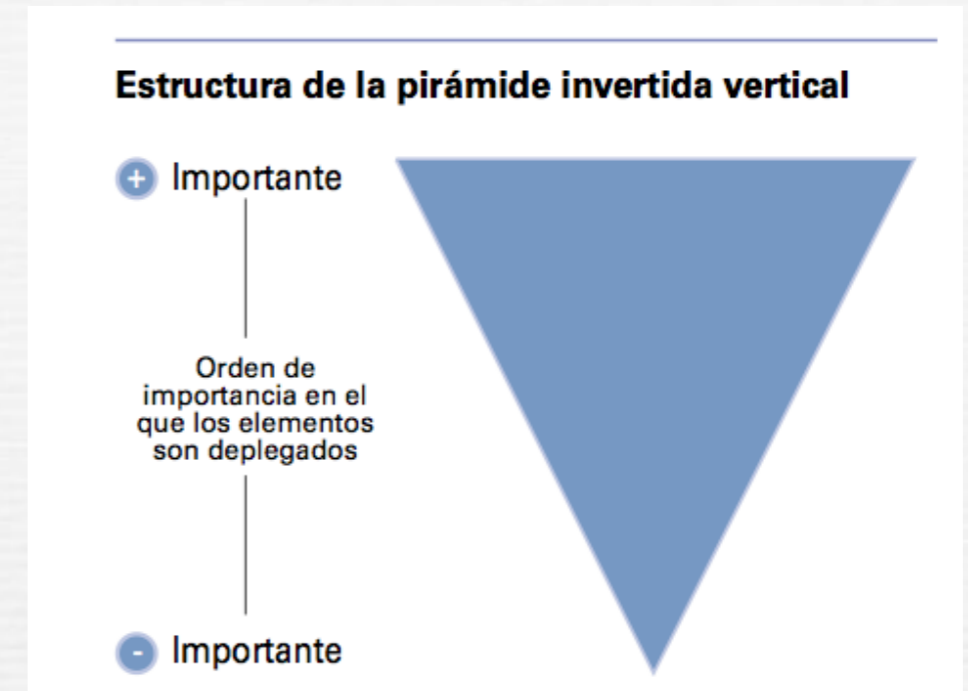 Estructura de la pirámide invertida vertical
+ Importante
Orden de
importancia en el
que los elementos
son deplegados
- Importante